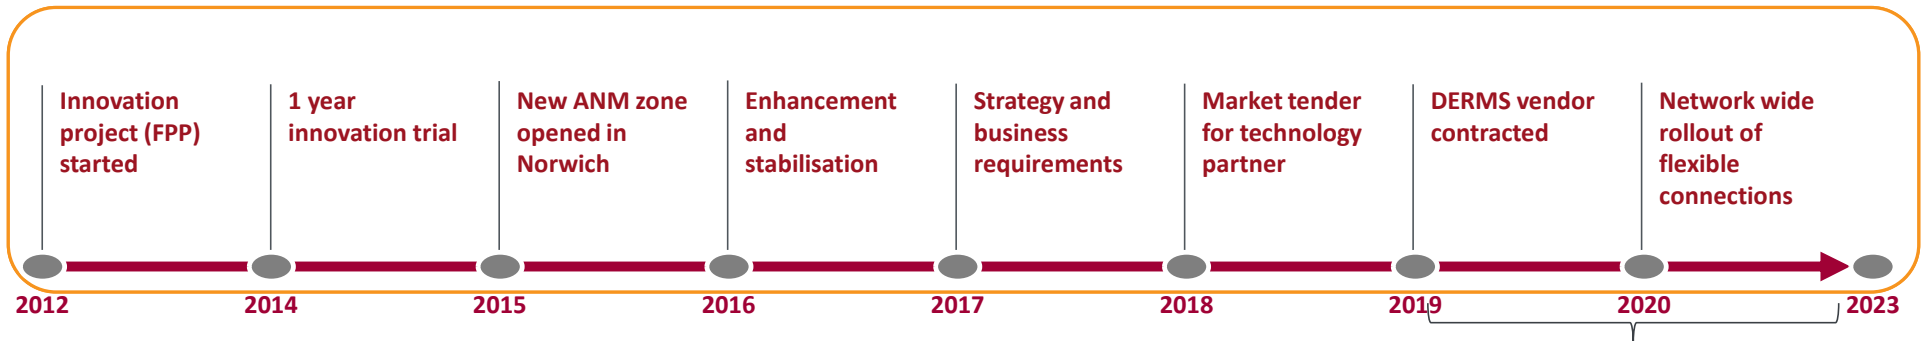 Innovation
project (FPP)
started
1 year
innovation trial
New ANM zone
opened in
Norwich
Enhancement
and
stabilisation
Strategy and
business
requirements
Market tender
for technology
partner
DERMS vendor
contracted
Network wide
rollout of
flexible
connections
2012
2014
2015
2016
2017
2018
2019
2020
2023